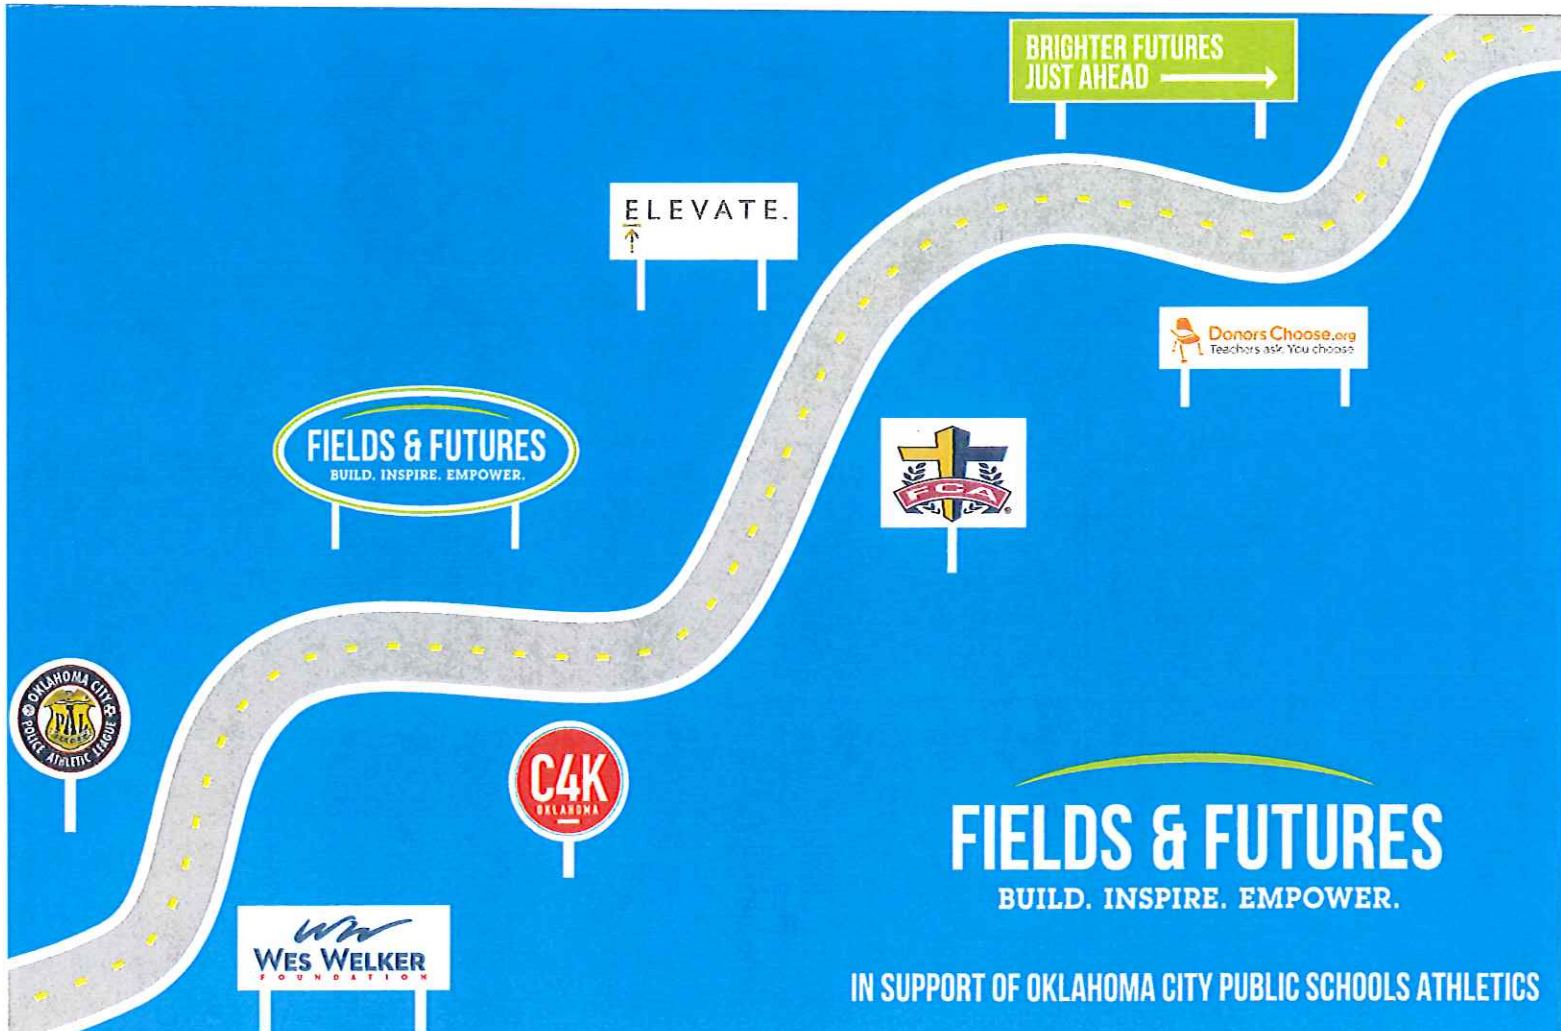 BRIGHTER FUTURES
JUST AHEAD
ELEVATE.
DonorsChoose.org
Teachers ask. You choose
FIELDS & FUTURES
BUILD. INSPIRE. EMPOWER.
FCA
®
OKLAHOMA CITY
PAL
POLICE ATHLETIC LEAGUE
C4K
OKLAHOMA
WW
WES WELKER
FOUNDATION
FIELDS & FUTURES
BUILD. INSPIRE. EMPOWER.
IN SUPPORT OF OKLAHOMA CITY PUBLIC SCHOOLS ATHLETICS